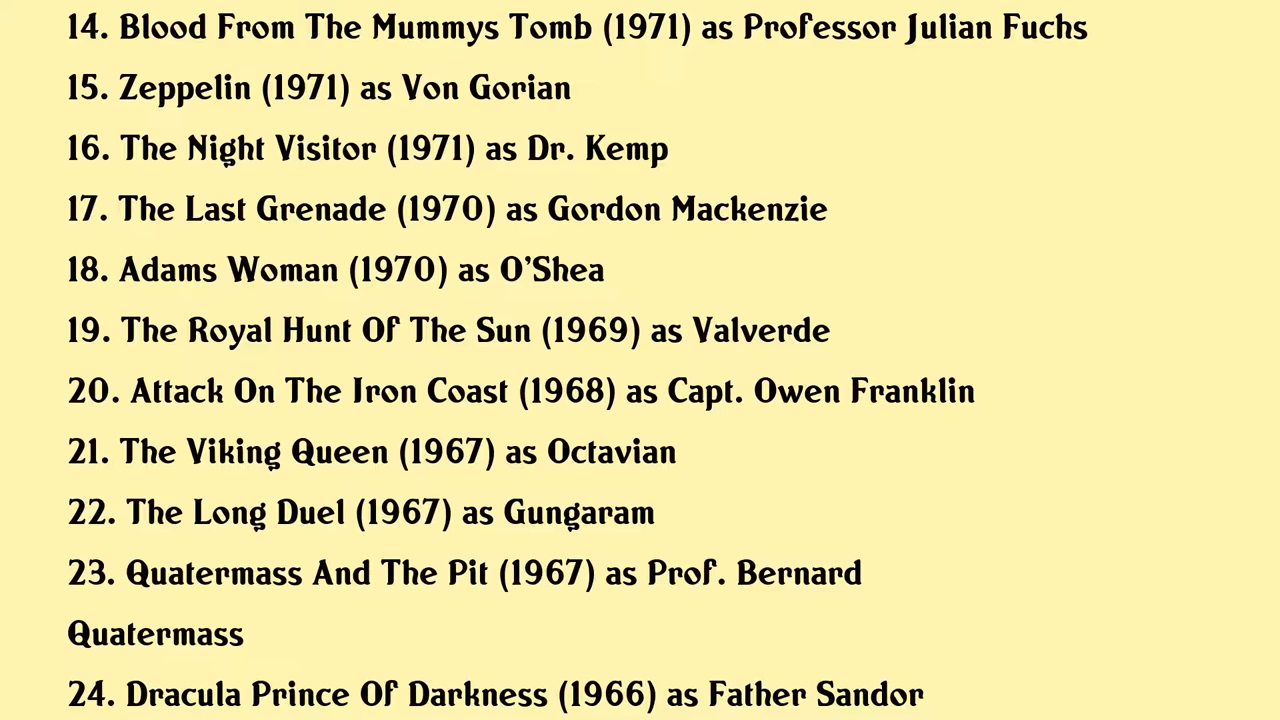 14. Blood From The Mummys Tomb (1971) as Professor Julian Fuchs
15. Zeppelin (1971) as Von Gorian
16. The Night Visitor (1971) as Dr. Kemp
17. The Last Grenade (1970) as Gordon Mackenzie
18. Adams Woman (1970) as O'Shea
19. The Royal Hunt Of The Sun (1969) as Valverde
20. Attack On The Iron Coast (1968) as Capt. Owen Franklin
21. The Viking Queen (1967) as Octavian
22. The Long Duel (1967) as Gungaram
23. Quatermass And The Pit (1967) as Prof. Bernard
Quatermass
24. Dracula Prince Of Darkness (1966) as Father Sandor